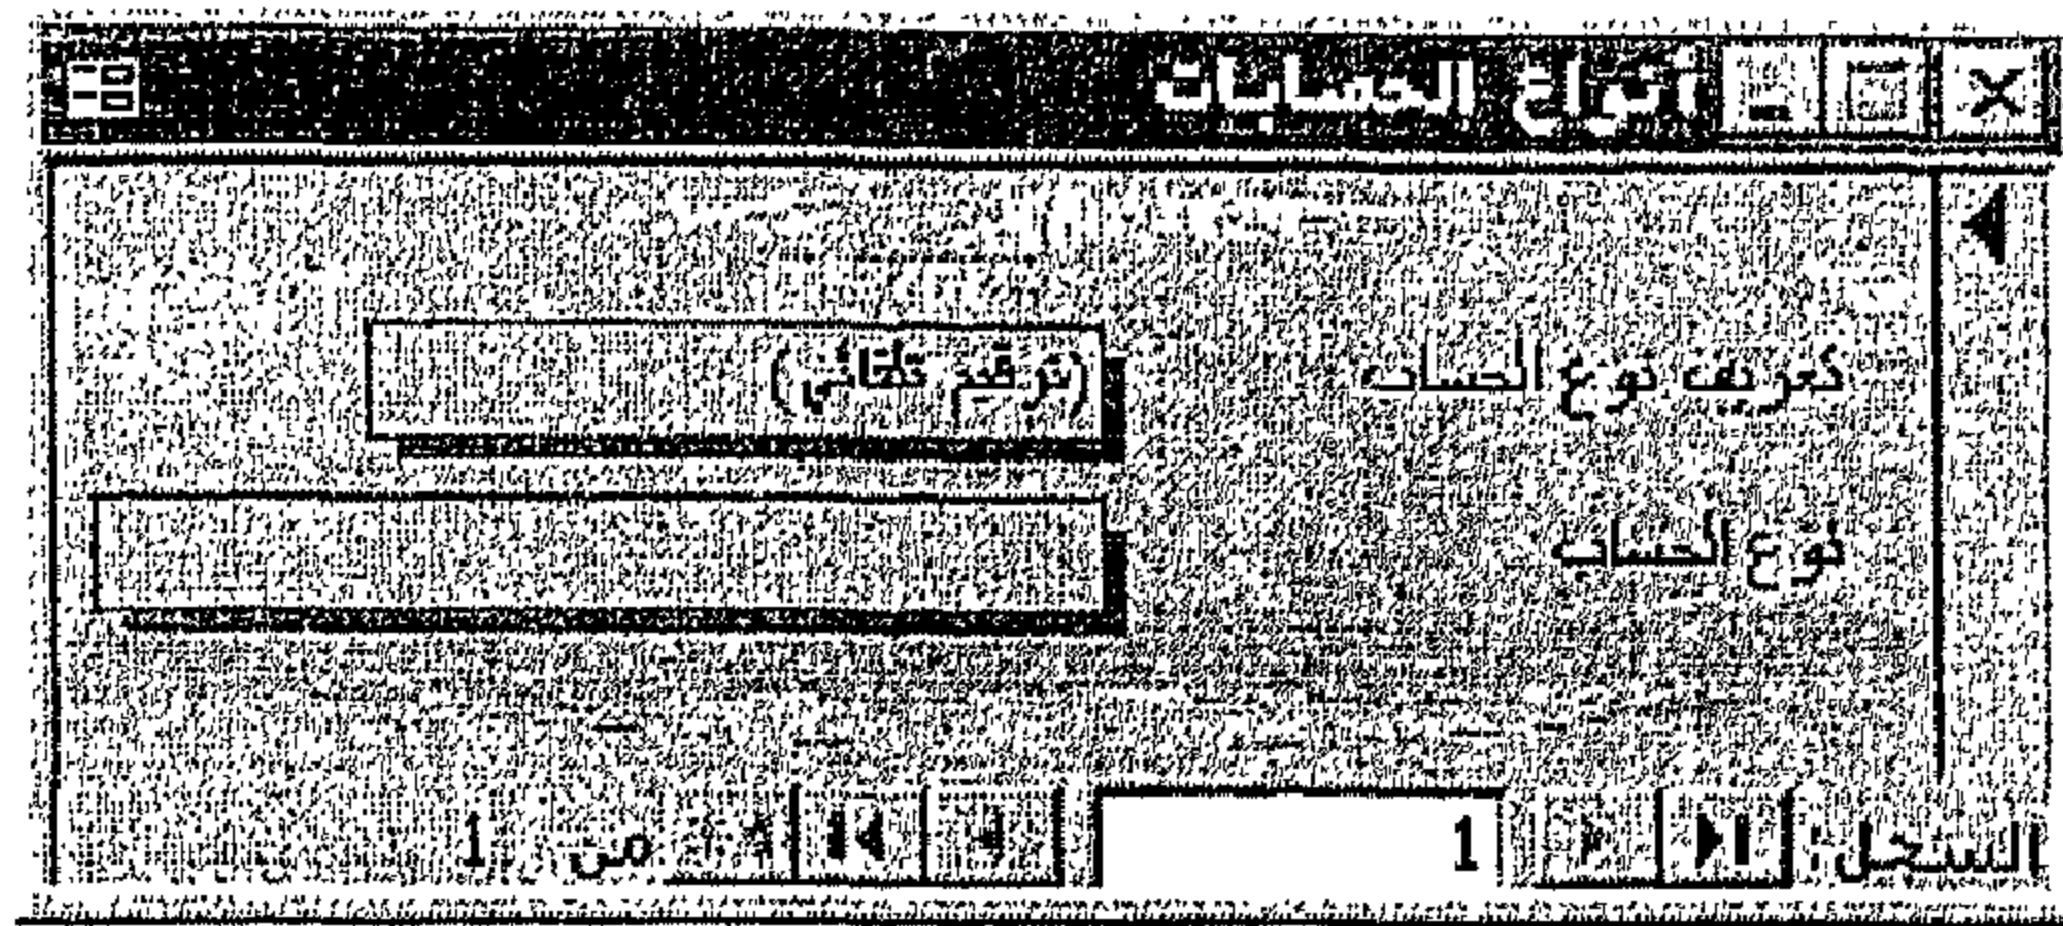 أنواع الحسابات
تعريف نوع الحساب (ترقيم تلقائي)
نوع الحساب
السجل: 1 من 1